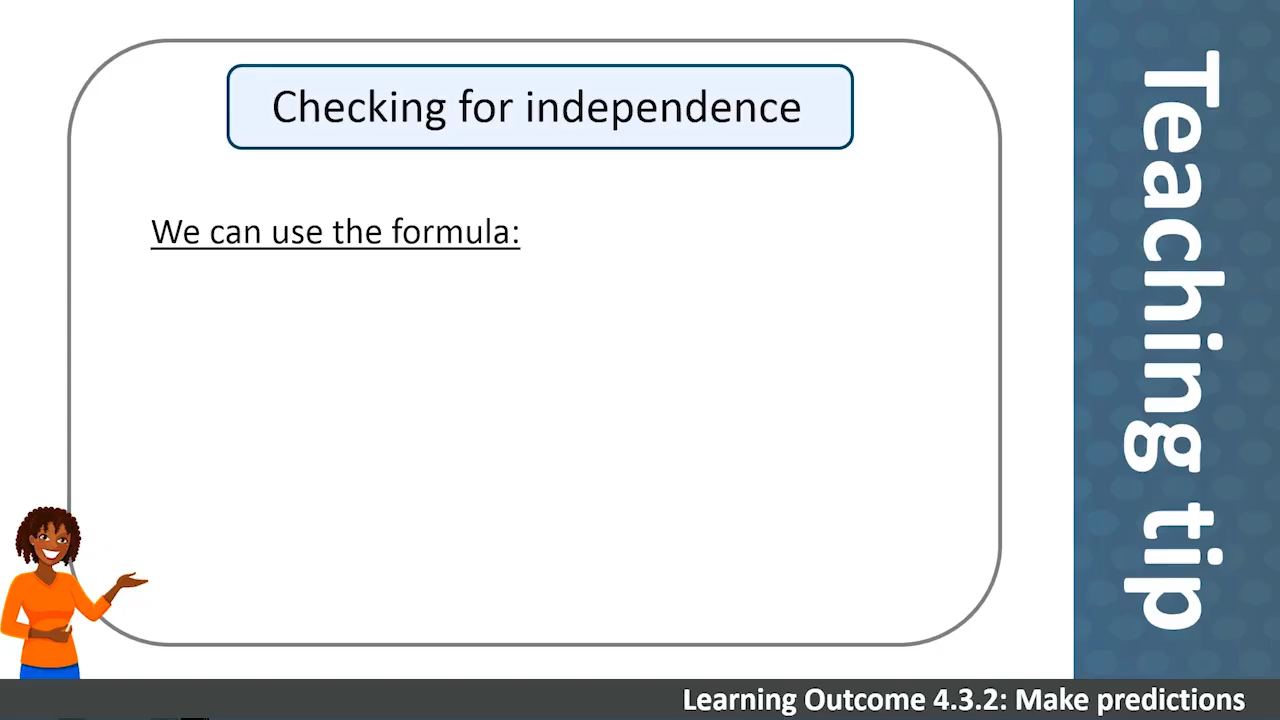 Checking for independence
We can use the formula:
Teaching tip
Learning Outcome 4.3.2: Make predictions